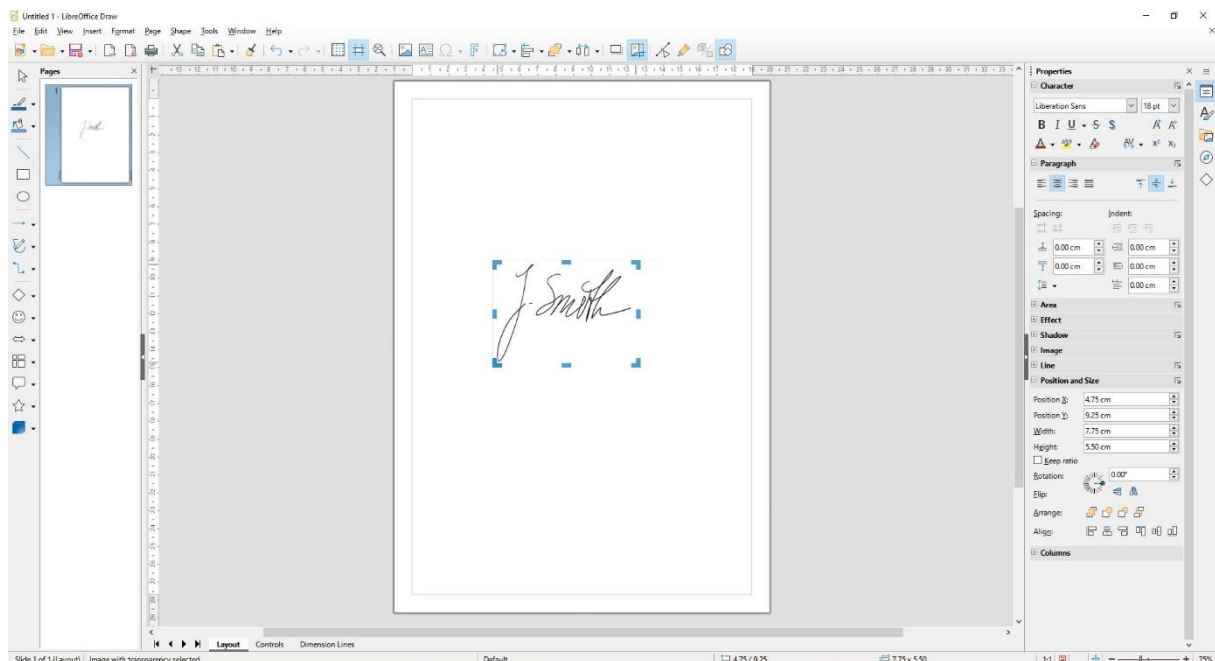 Untitled 1 - LibreOffice Draw
File Edit View Insert Format Page Shape Tools Window Help
Pages
1
J. Smith
Properties
Character
Liberation Sans 18 pt
Paragraph
Spacing: Indent:
0.00 cm 0.00 cm
0.00 cm 0.00 cm
0.00 cm
Area
Effect
Shadow
Image
Line
Position and Size
Position X: 4.75 cm
Position Y: 9.25 cm
Width: 7.75 cm
Height: 5.50 cm
Keep ratio
Rotation: 0.00°
Flip:
Arrange:
Align:
Columns
Layout Controls Dimension Lines
Slide 1 of 1 (Layout) Image with transparency selected Default 4.75 / 9.25 7.75 x 5.50 75%